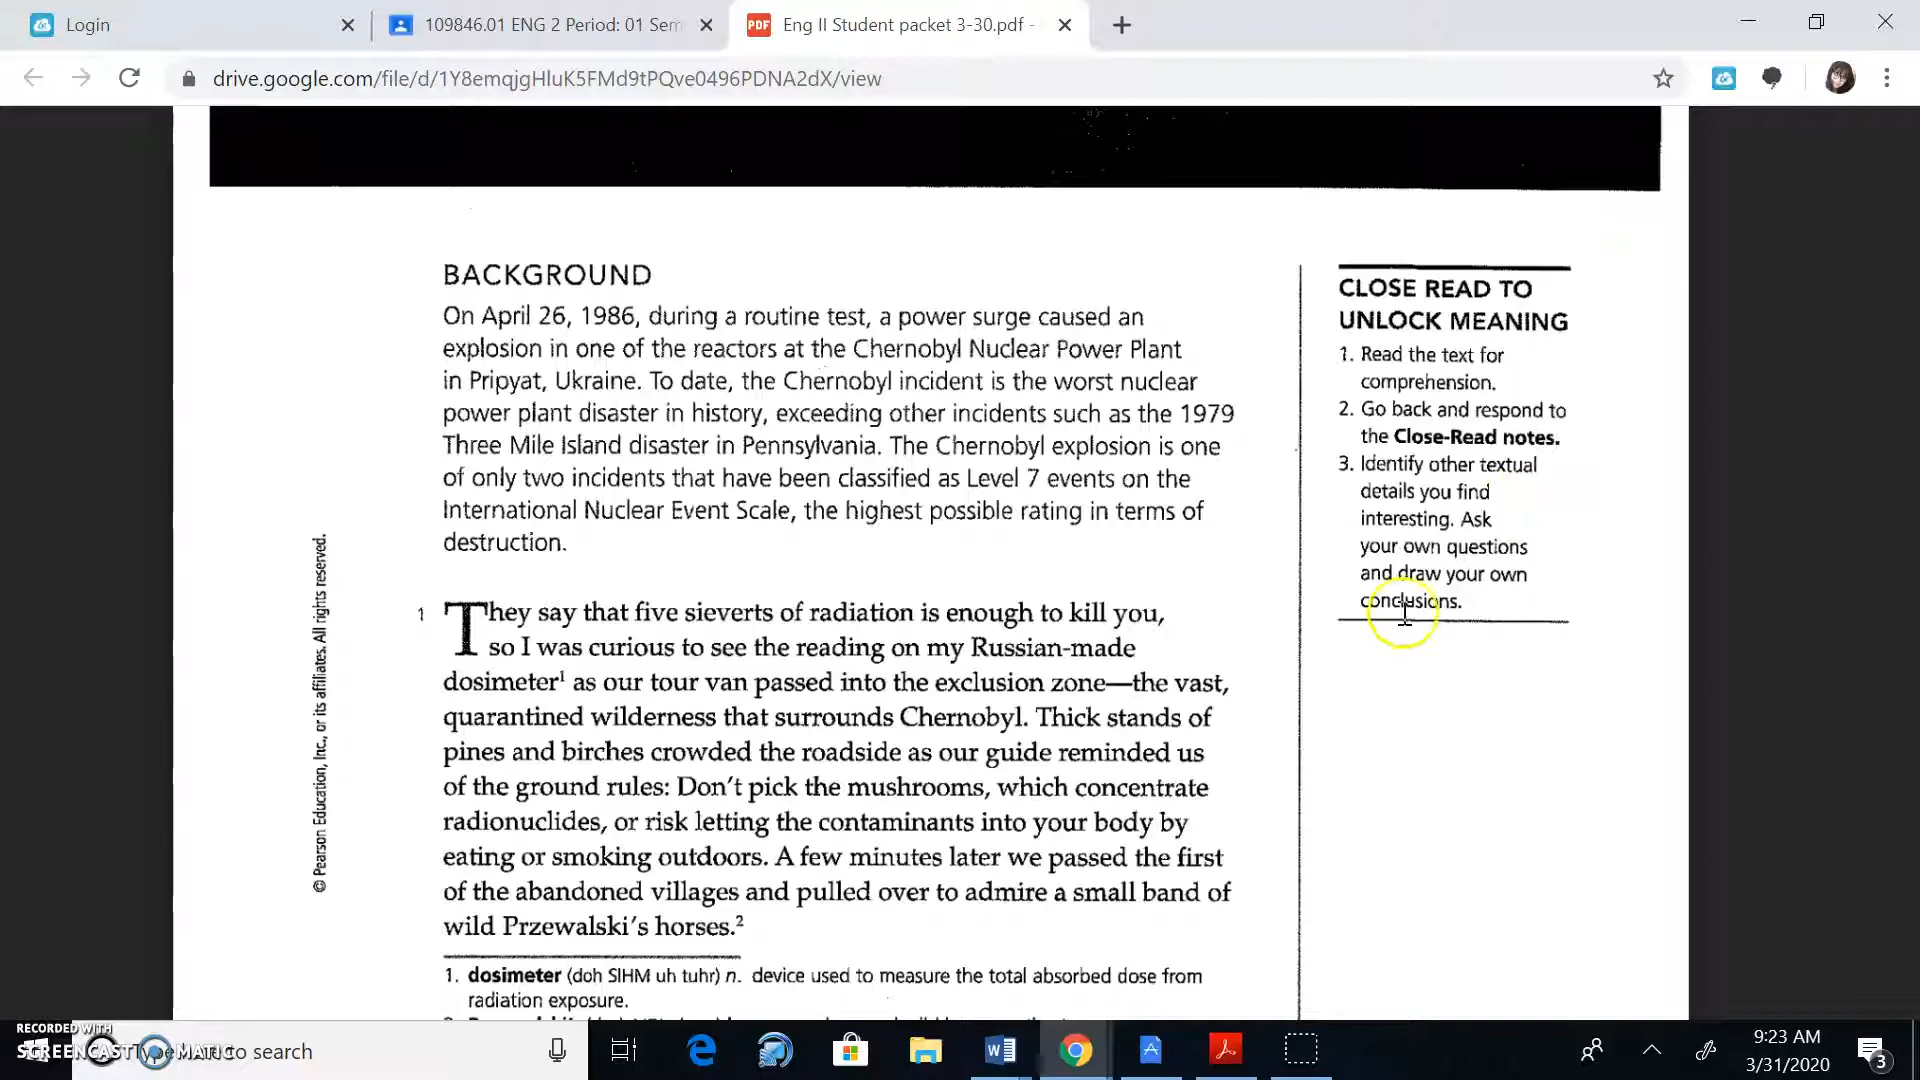 Login
109846.01 ENG 2 Period: 01 Sem
PDF
Eng II Student packet 3-30.pdf -
drive.google.com/file/d/1Y8emqjgHluK5FMd9tPQve0496PDNA2dX/view
BACKGROUND
On April 26, 1986, during a routine test, a power surge caused an
explosion in one of the reactors at the Chernobyl Nuclear Power Plant
in Pripyat, Ukraine. To date, the Chernobyl incident is the worst nuclear
power plant disaster in history, exceeding other incidents such as the 1979
Three Mile Island disaster in Pennsylvania. The Chernobyl explosion is one
of only two incidents that have been classified as Level 7 events on the
International Nuclear Event Scale, the highest possible rating in terms of
destruction.
1 They say that five sieverts of radiation is enough to kill you,
so I was curious to see the reading on my Russian-made
dosimeter1 as our tour van passed into the exclusion zone—the vast,
quarantined wilderness that surrounds Chernobyl. Thick stands of
pines and birches crowded the roadside as our guide reminded us
of the ground rules: Don't pick the mushrooms, which concentrate
radionuclides, or risk letting the contaminants into your body by
eating or smoking outdoors. A few minutes later we passed the first
of the abandoned villages and pulled over to admire a small band of
wild Przewalski's horses.2
1. dosimeter (doh SIHM uh tuhr) n. device used to measure the total absorbed dose from
radiation exposure.
© Pearson Education, Inc., or its affiliates. All rights reserved.
CLOSE READ TO
UNLOCK MEANING
1. Read the text for
comprehension.
2. Go back and respond to
the Close-Read notes.
3. Identify other textual
details you find
interesting. Ask
your own questions
and draw your own
conclusions.
RECORDED WITH
SCREENCAST MATIC
to search
9:23 AM
3/31/2020
3